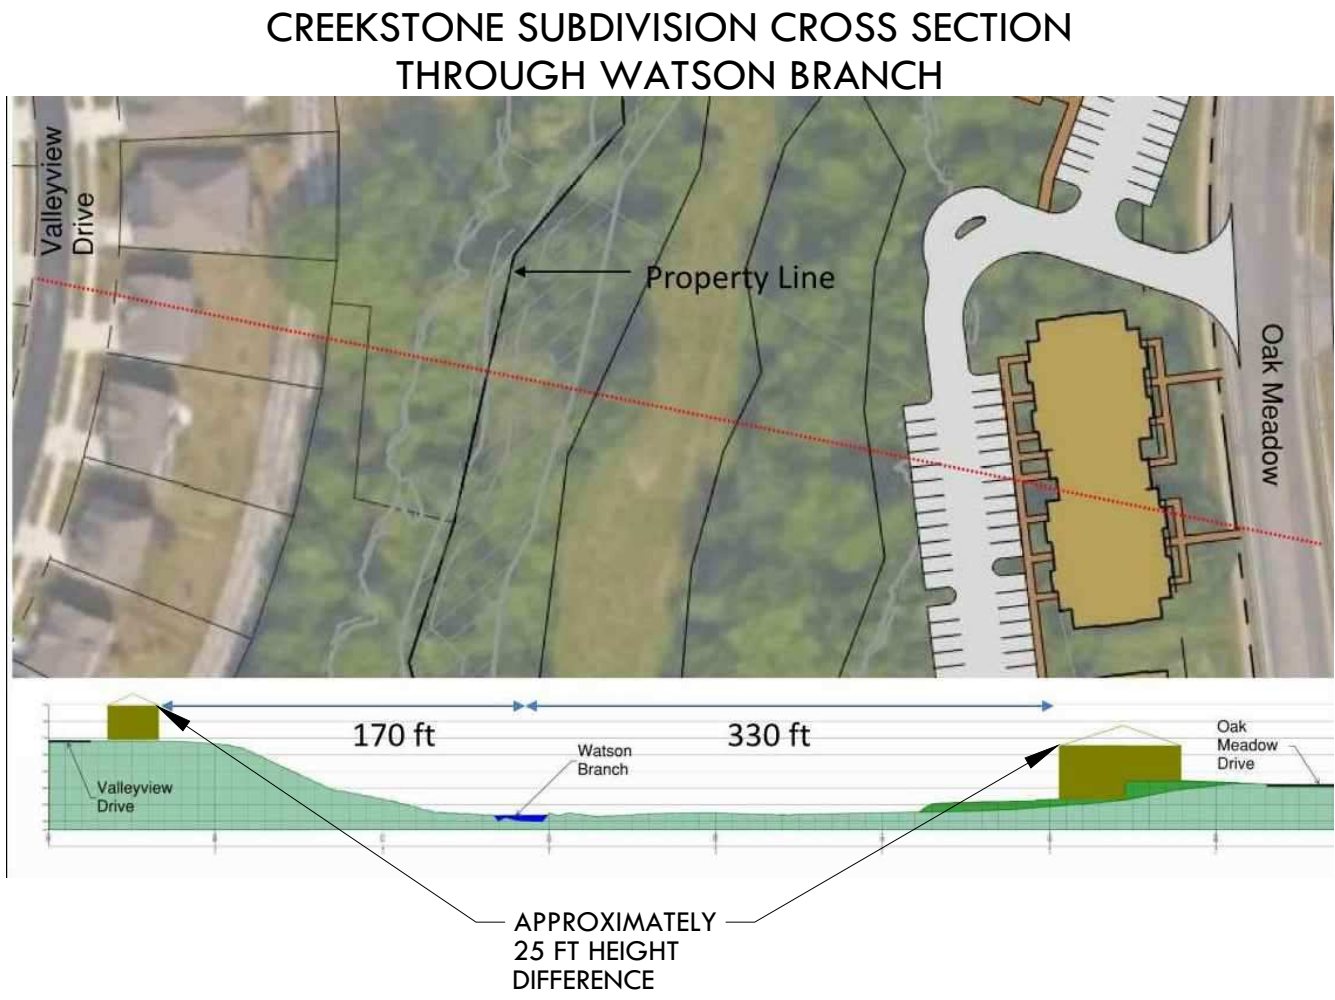 CREEKSTONE SUBDIVISION CROSS SECTION
THROUGH WATSON BRANCH
Valleyview
Drive
Property Line
Oak Meadow
170 ft
330 ft
Watson
Branch
Oak
Meadow
Drive
Valleyview
Drive
APPROXIMATELY
25 FT HEIGHT
DIFFERENCE